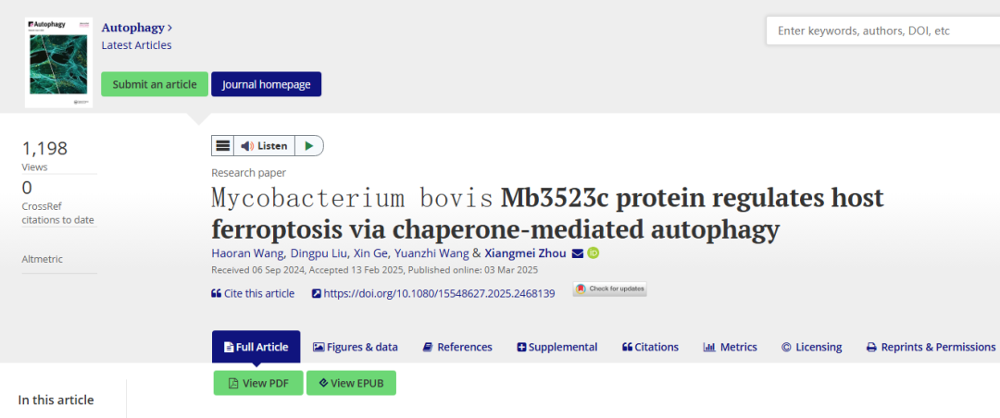 Autophagy
Autophagy >
Latest Articles
Enter keywords, authors, DOI, etc
Submit an article
Journal homepage
1,198
Views
0
CrossRef
citations to date
Altmetric
Listen
Research paper
Mycobacterium bovis Mb3523c protein regulates host
ferroptosis via chaperone-mediated autophagy
Haoran Wang, Dingpu Liu, Xin Ge, Yuanzhi Wang & Xiangmei Zhou iD
Received 06 Sep 2024, Accepted 13 Feb 2025, Published online: 03 Mar 2025
Cite this article
https://doi.org/10.1080/15548627.2025.2468139
Check for updates
Full Article
Figures & data
References
Supplemental
Citations
Metrics
Licensing
Reprints & Permissions
View PDF
View EPUB
In this article